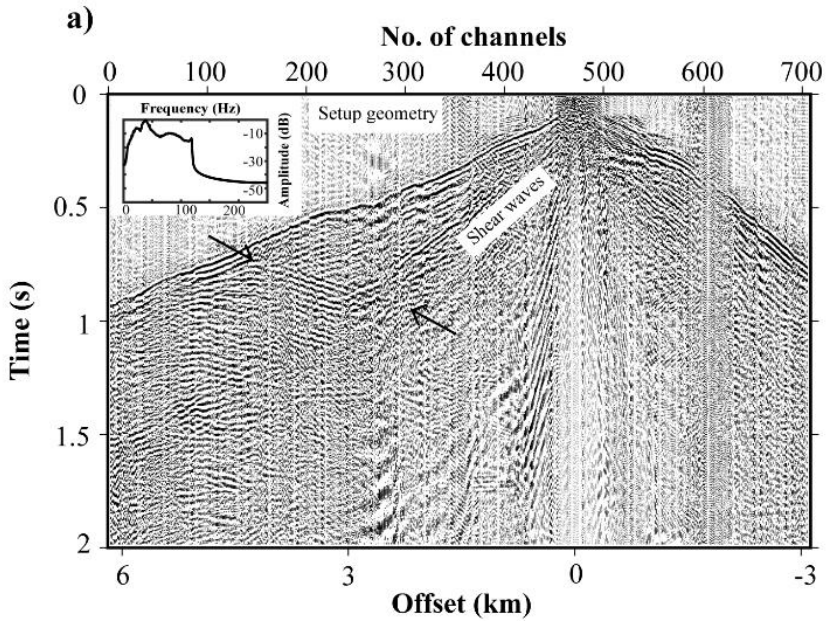 a)
No. of channels
0 100 200 300 400 500 600 700
Frequency (Hz)
Setup geometry
-10
-30
-50
Amplitude (dB)
0 100 200
0
0.5
1
1.5
2
Time (s)
Shear waves
6 3 0 -3
Offset (km)